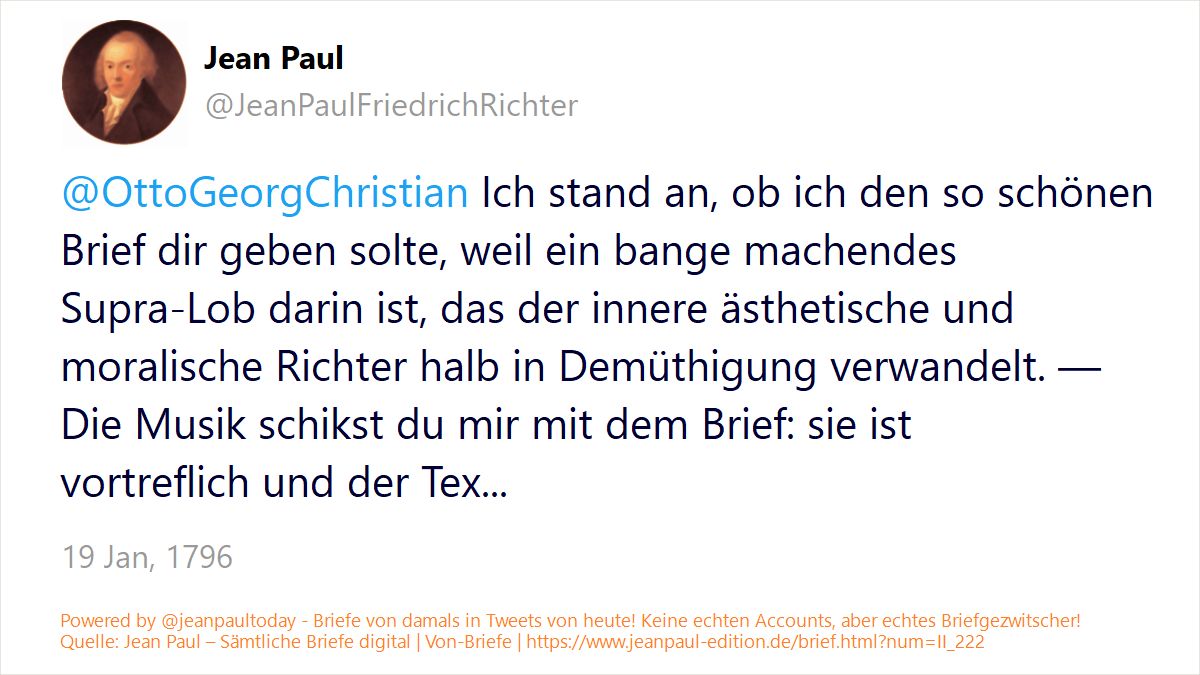 Jean Paul
@JeanPaulFriedrichRichter
@OttoGeorgChristian Ich stand an, ob ich den so schönen
Brief dir geben solte, weil ein bange machendes
Supra-Lob darin ist, das der innere ästhetische und
moralische Richter halb in Demüthigung verwandelt. —
Die Musik schikst du mir mit dem Brief: sie ist
vortreflich und der Tex...
19 Jan, 1796
Powered by @jeanpaultoday - Briefe von damals in Tweets von heute! Keine echten Accounts, aber echtes Briefgezwitscher!
Quelle: Jean Paul – Sämtliche Briefe digital | Von-Briefe | https://www.jeanpaul-edition.de/brief.html?num=II_222